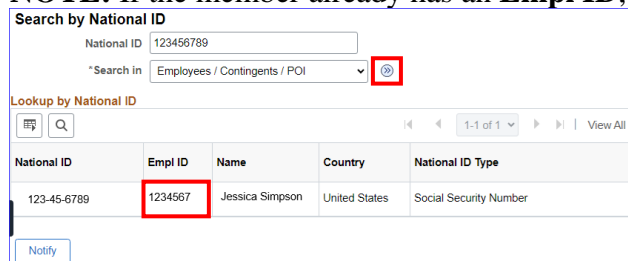 NOTE: If the member already has an Empl ID,
Search by National ID
National ID 123456789
*Search in Employees / Contingents / POI
Lookup by National ID
1-1 of 1 View All
National ID Empl ID Name Country National ID Type
123-45-6789 1234567 Jessica Simpson United States Social Security Number
Notify